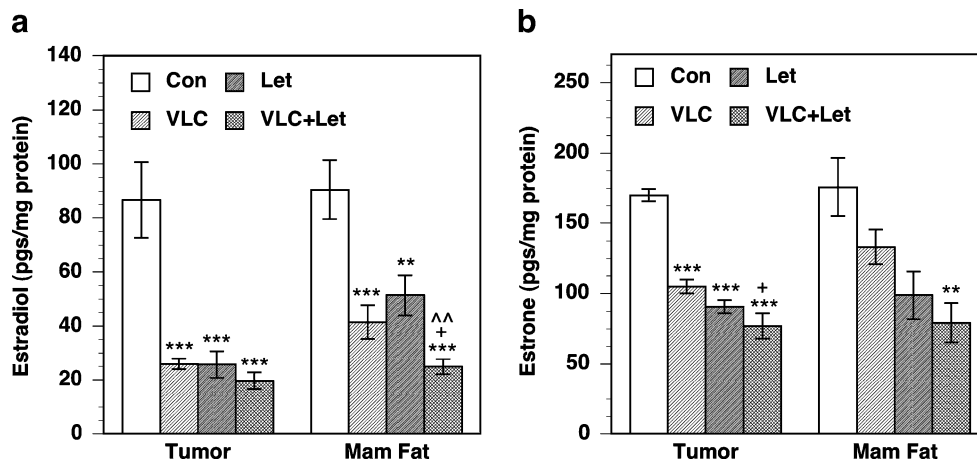 a
Estradiol (pgs/mg protein)
140
120
100
80
60
40
20
0
Con
Let
VLC
VLC+Let
***
***
***
***
**
^^
+
***
Tumor
Mam Fat
b
Estrone (pgs/mg protein)
250
200
150
100
50
0
Con
Let
VLC
VLC+Let
***
***
+
***
**
Tumor
Mam Fat